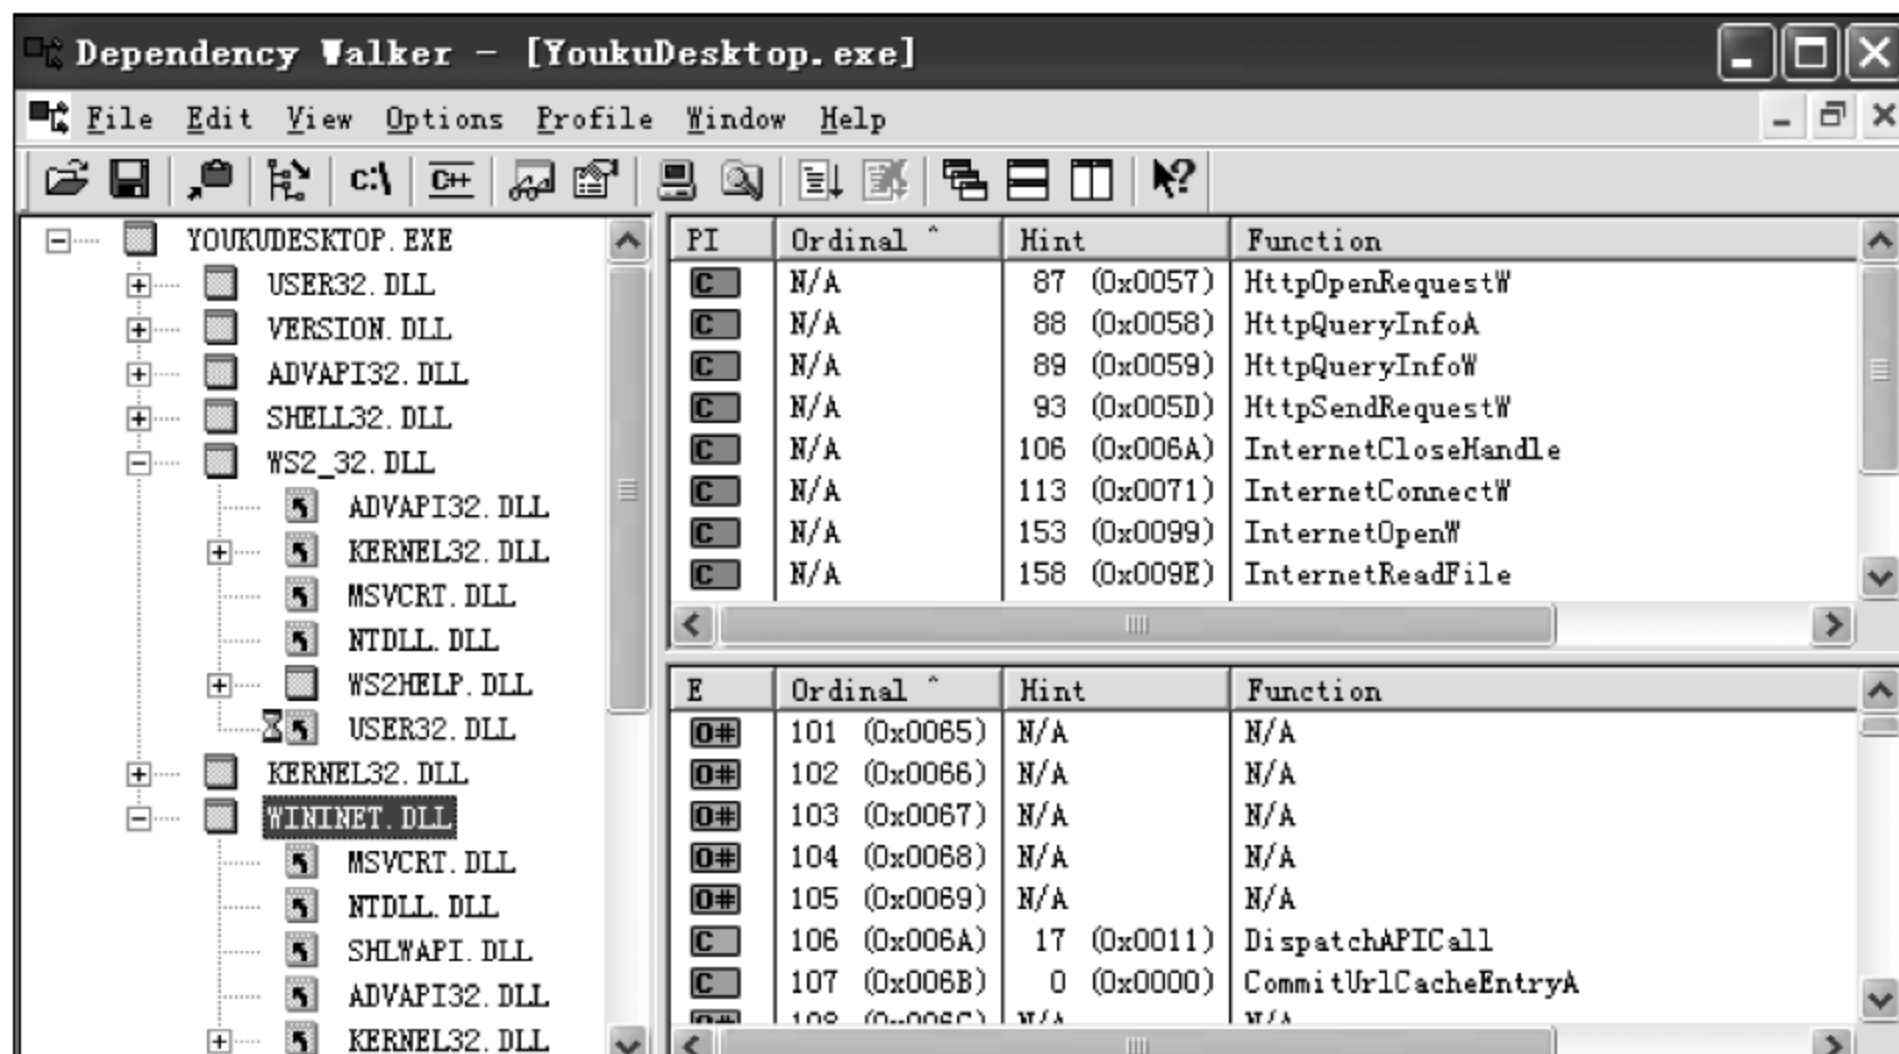 Dependency Walker - [YoukuDesktop.exe]
File Edit View Options Profile Window Help
C:\ C++ ?
YOUKUDESKTOP.EXE
USER32.DLL
VERSION.DLL
ADVAPI32.DLL
SHELL32.DLL
WS2_32.DLL
ADVAPI32.DLL
KERNEL32.DLL
MSVCRT.DLL
NTDLL.DLL
WS2HELP.DLL
USER32.DLL
KERNEL32.DLL
WININET.DLL
MSVCRT.DLL
NTDLL.DLL
SHLWAPI.DLL
ADVAPI32.DLL
KERNEL32.DLL
PI Ordinal ^ Hint Function
C N/A 87 (0x0057) HttpOpenRequestW
C N/A 88 (0x0058) HttpQueryInfoA
C N/A 89 (0x0059) HttpQueryInfoW
C N/A 93 (0x005D) HttpSendRequestW
C N/A 106 (0x006A) InternetCloseHandle
C N/A 113 (0x0071) InternetConnectW
C N/A 153 (0x0099) InternetOpenW
C N/A 158 (0x009E) InternetReadFile
E Ordinal ^ Hint Function
O# 101 (0x0065) N/A N/A
O# 102 (0x0066) N/A N/A
O# 103 (0x0067) N/A N/A
O# 104 (0x0068) N/A N/A
O# 105 (0x0069) N/A N/A
C 106 (0x006A) 17 (0x0011) DispatchAPICall
C 107 (0x006B) 0 (0x0000) CommitUrlCacheEntryA
O# 108 (0x006C) N/A N/A